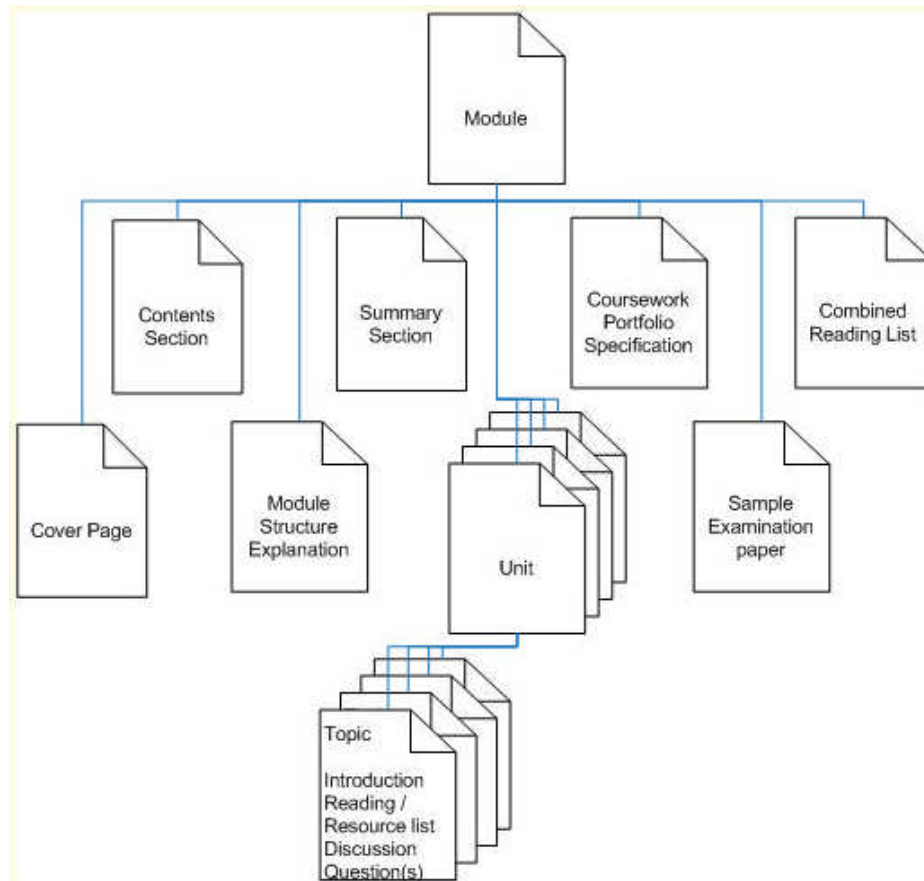 Module
Contents
Section
Summary
Section
Coursework
Portfolio
Specification
Combined
Reading List
Cover Page
Module
Structure
Explanation
Unit
Sample
Examination
paper
Topic
Introduction
Reading /
Resource list
Discussion
Question(s)